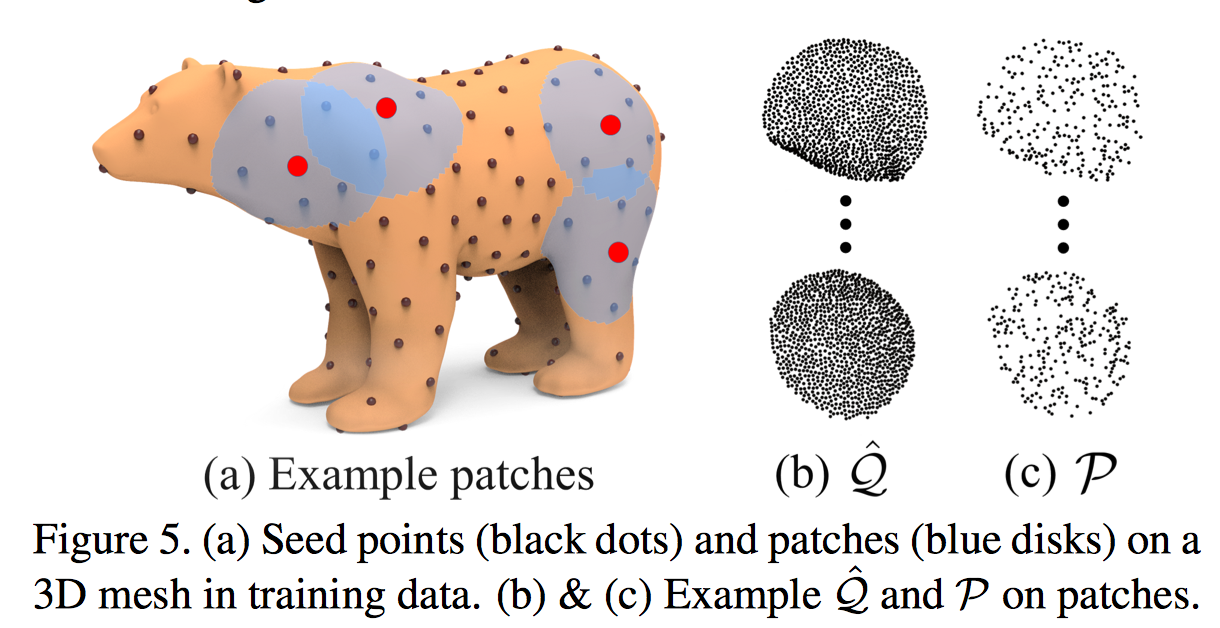 (a) Example patches
(b) Q̂
(c) 𝒫
Figure 5. (a) Seed points (black dots) and patches (blue disks) on a
3D mesh in training data. (b) & (c) Example Q̂ and 𝒫 on patches.